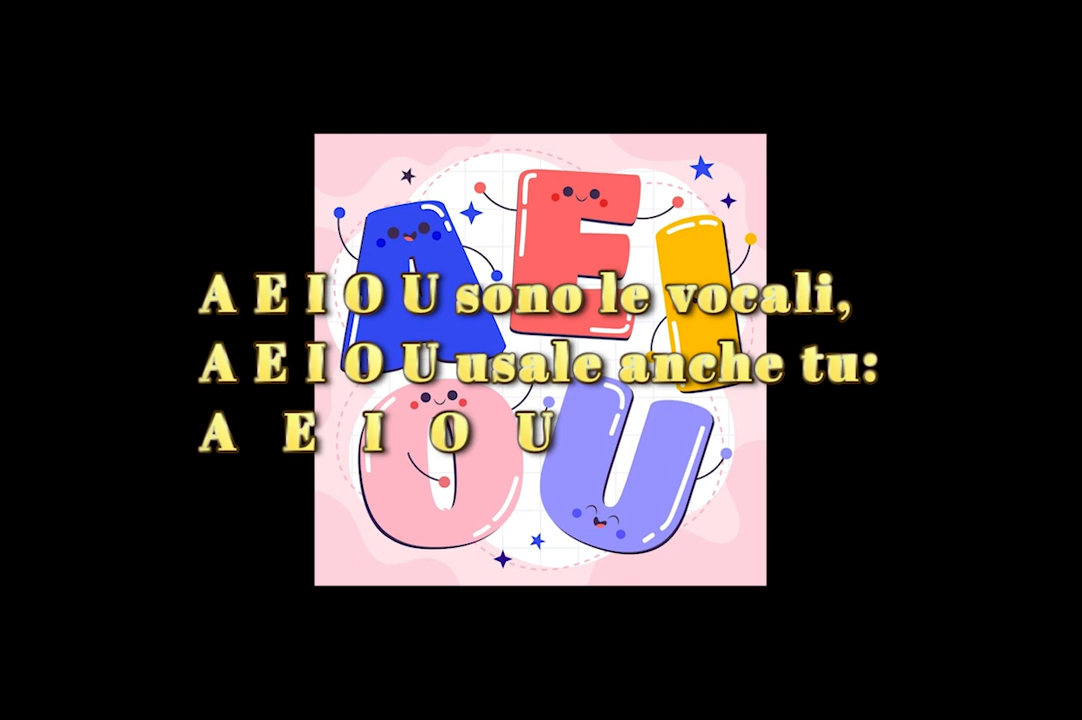 A E I O U sono le vocali,
A E I O U usale anche tu:
A E I O U
A E I
O U